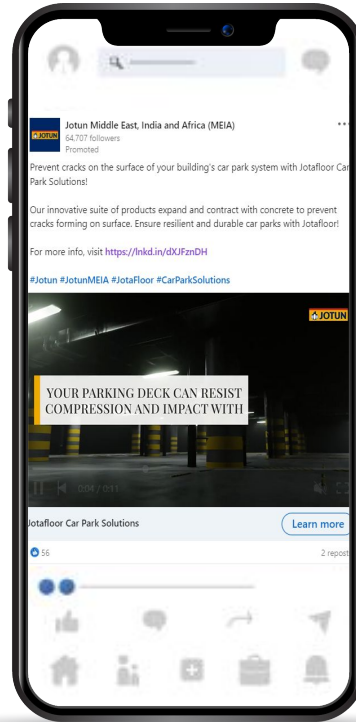 JOTUN
Jotun Middle East, India and Africa (MEIA)
64,707 followers
Promoted
Prevent cracks on the surface of your building's car park system with Jotafloor Car
Park Solutions!
Our innovative suite of products expand and contract with concrete to prevent
cracks forming on surface. Ensure resilient and durable car parks with Jotafloor!
For more info, visit https://lnkd.in/dXJFznDH
#Jotun #JotunMEIA #JotaFloor #CarParkSolutions
JOTUN
YOUR PARKING DECK CAN RESIST
COMPRESSION AND IMPACT WITH
0:04 / 0:11
Jotafloor Car Park Solutions
Learn more
56
2 repost